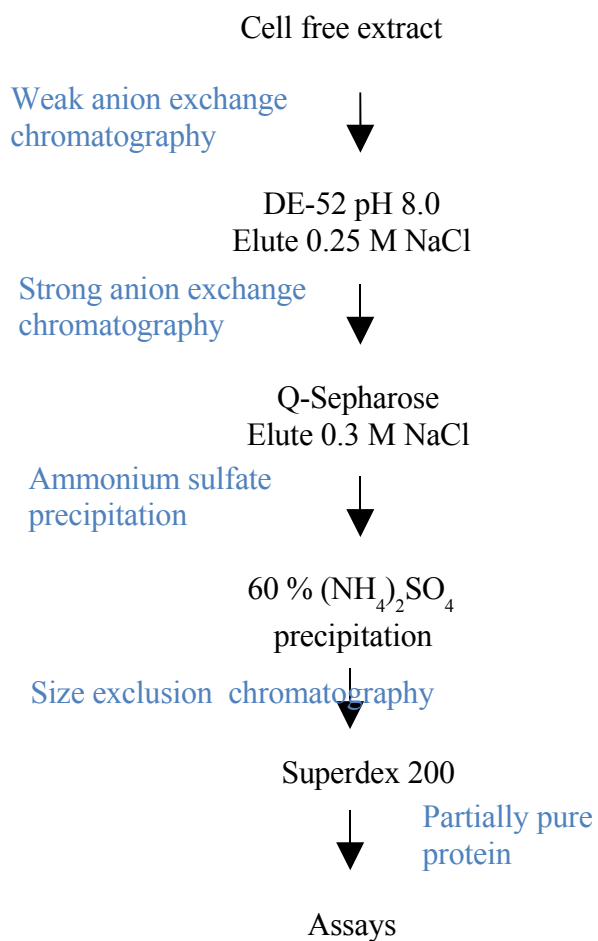 Cell free extract
Weak anion exchange
chromatography
DE-52 pH 8.0
Elute 0.25 M NaCl
Strong anion exchange
chromatography
Q-Sepharose
Elute 0.3 M NaCl
Ammonium sulfate
precipitation
60 % (NH₄)₂SO₄
precipitation
Size exclusion chromatography
Superdex 200
Partially pure
protein
Assays